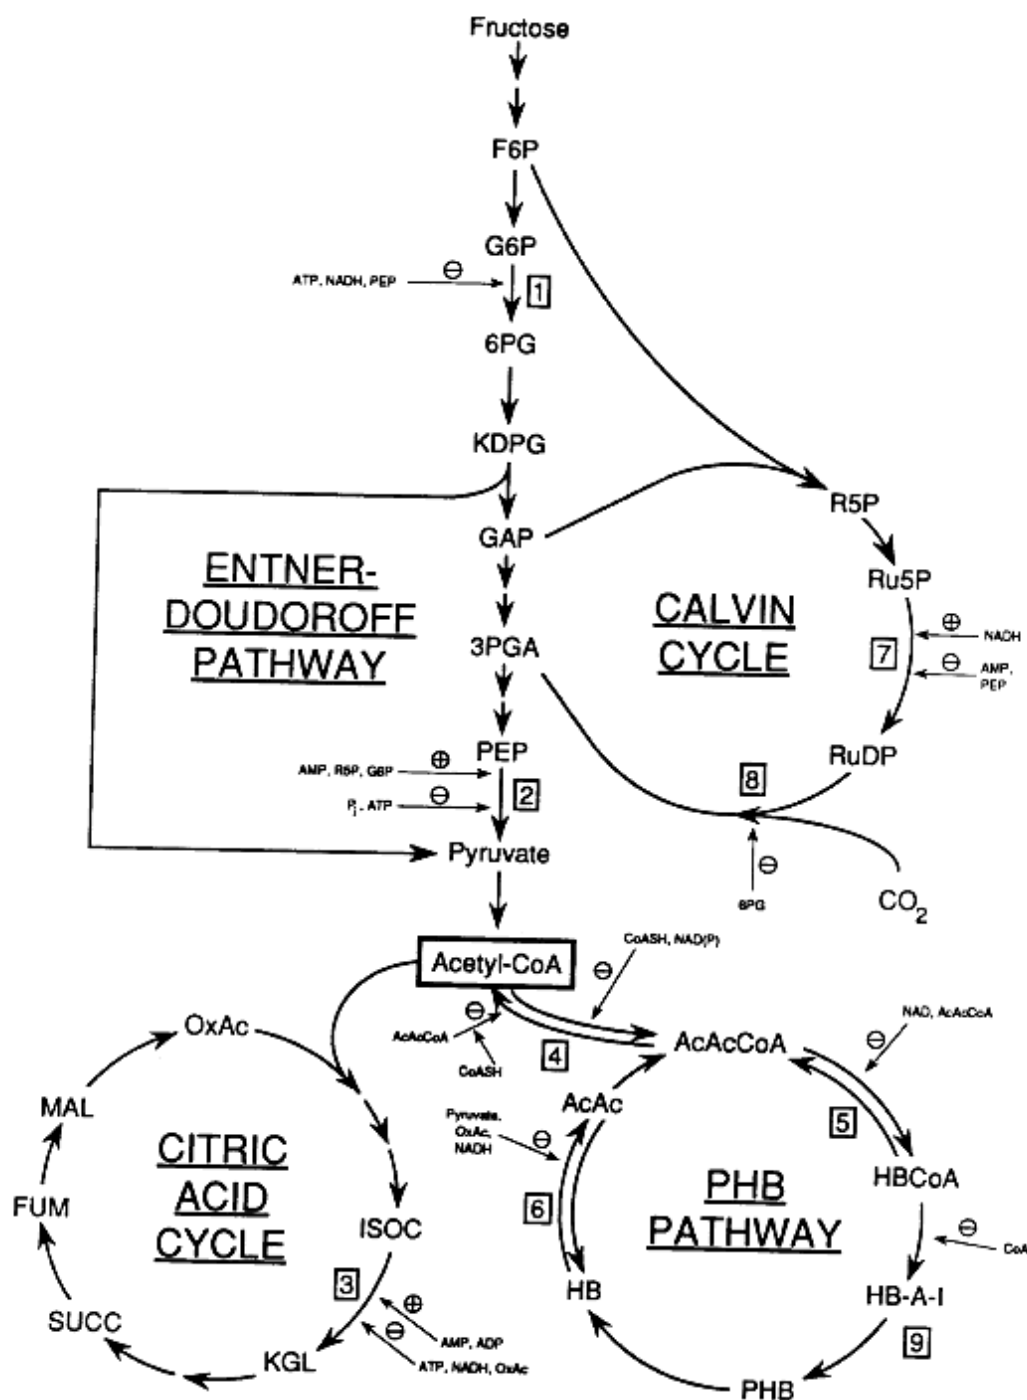 Fructose
F6P
G6P
ATP, NADH, PEP
⊖
1
6PG
KDPG
R5P
GAP
ENTNER-
DOUDOROFF
PATHWAY
CALVIN
CYCLE
Ru5P
⊕
NADH
7
⊖
AMP,
PEP
3PGA
PEP
RuDP
AMP, R5P, G6P
⊕
⊖
Pi, ATP
2
8
Pyruvate
⊖
6PG
CO2
Acetyl-CoA
CoASH, NAD(P)
⊖
⊖
AcAcCoA
CoASH
4
AcAcCoA
NAD, AcAcCoA
⊖
OxAc
MAL
FUM
SUCC
KGL
ISOC
CITRIC
ACID
CYCLE
3
⊕
⊖
AMP, ADP
ATP, NADH, OxAc
AcAc
Pyruvate,
OxAc,
NADH
⊖
6
5
PHB
PATHWAY
HBCoA
⊖
CoA
HB
HB-A-I
9
PHB